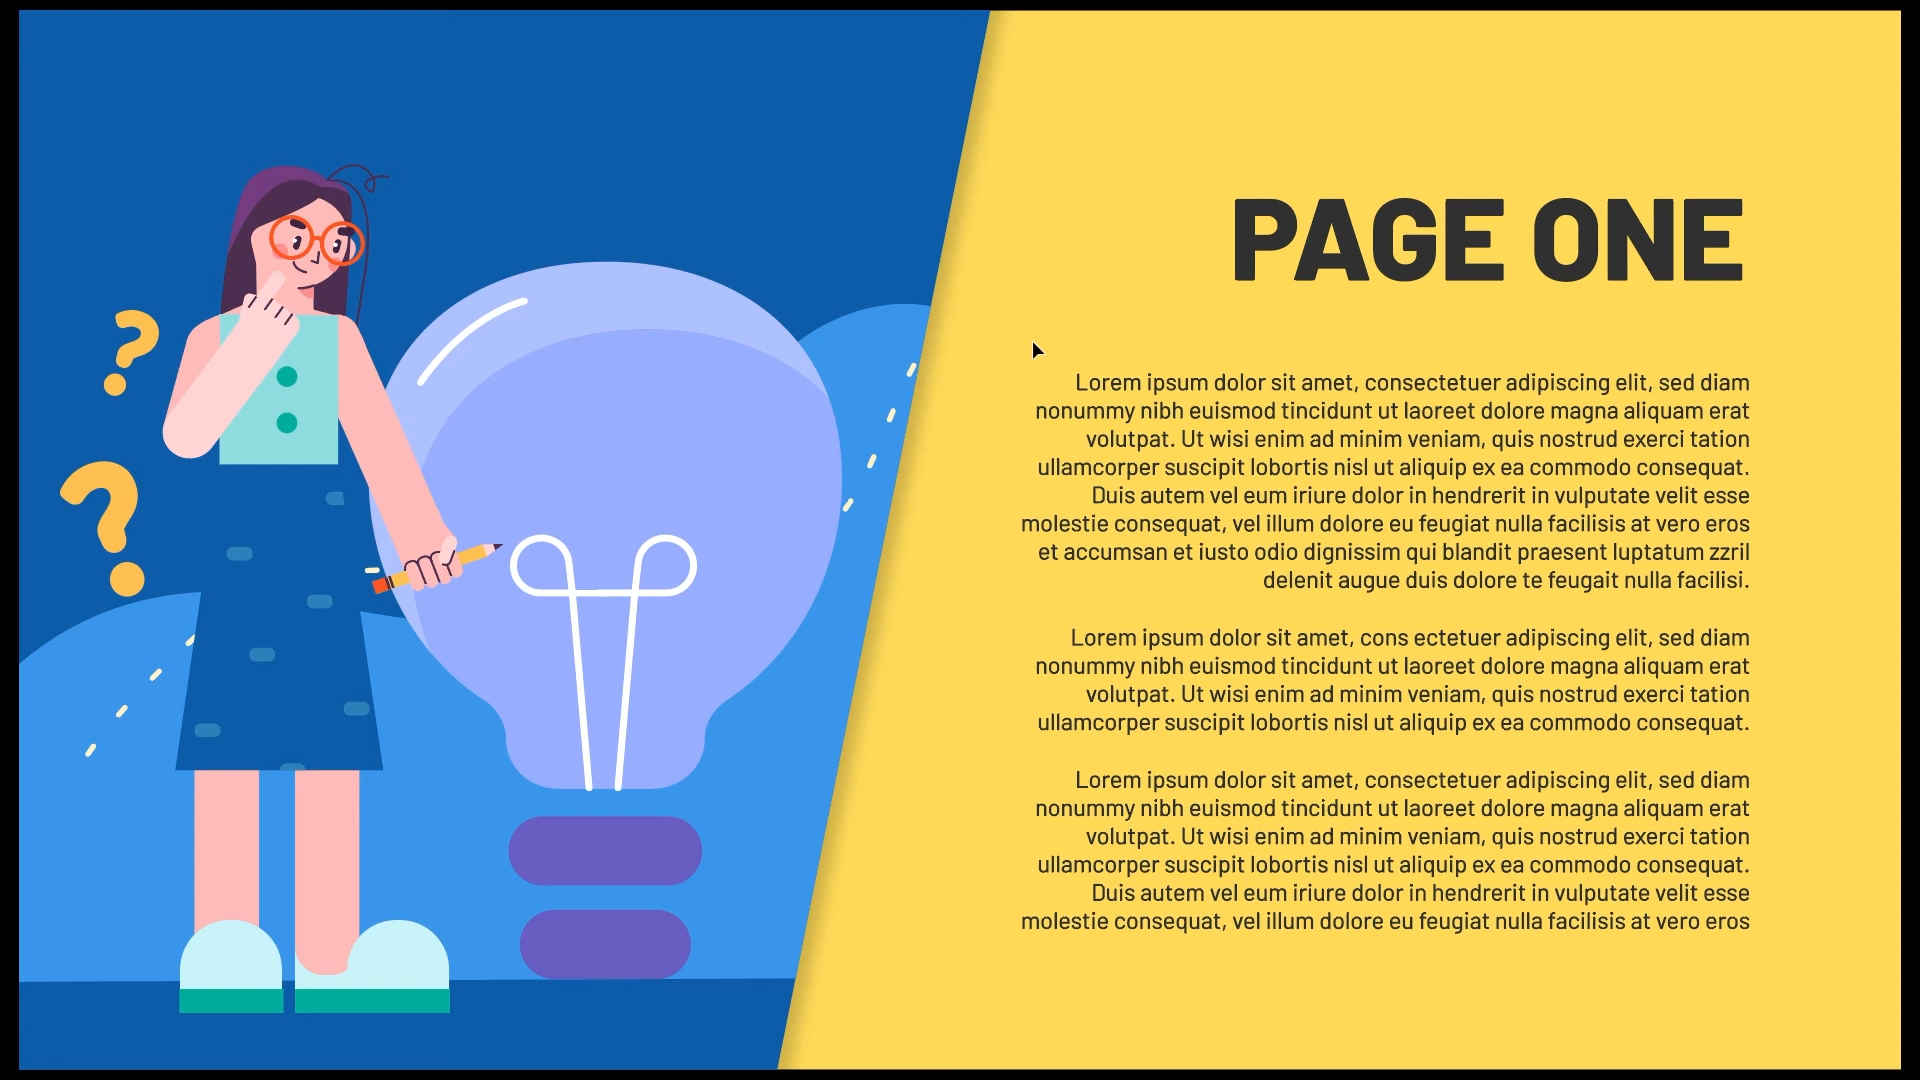 PAGE ONE
Lorem ipsum dolor sit amet, consectetuer adipiscing elit, sed diam
nonummy nibh euismod tincidunt ut laoreet dolore magna aliquam erat
volutpat. Ut wisi enim ad minim veniam, quis nostrud exerci tation
ullamcorper suscipit lobortis nisl ut aliquip ex ea commodo consequat.
Duis autem vel eum iriure dolor in hendrerit in vulputate velit esse
molestie consequat, vel illum dolore eu feugiat nulla facilisis at vero eros
et accumsan et iusto odio dignissim qui blandit praesent luptatum zzril
delenit augue duis dolore te feugait nulla facilisi.
Lorem ipsum dolor sit amet, cons ectetuer adipiscing elit, sed diam
nonummy nibh euismod tincidunt ut laoreet dolore magna aliquam erat
volutpat. Ut wisi enim ad minim veniam, quis nostrud exerci tation
ullamcorper suscipit lobortis nisl ut aliquip ex ea commodo consequat.
Lorem ipsum dolor sit amet, consectetuer adipiscing elit, sed diam
nonummy nibh euismod tincidunt ut laoreet dolore magna aliquam erat
volutpat. Ut wisi enim ad minim veniam, quis nostrud exerci tation
ullamcorper suscipit lobortis nisl ut aliquip ex ea commodo consequat.
Duis autem vel eum iriure dolor in hendrerit in vulputate velit esse
molestie consequat, vel illum dolore eu feugiat nulla facilisis at vero eros